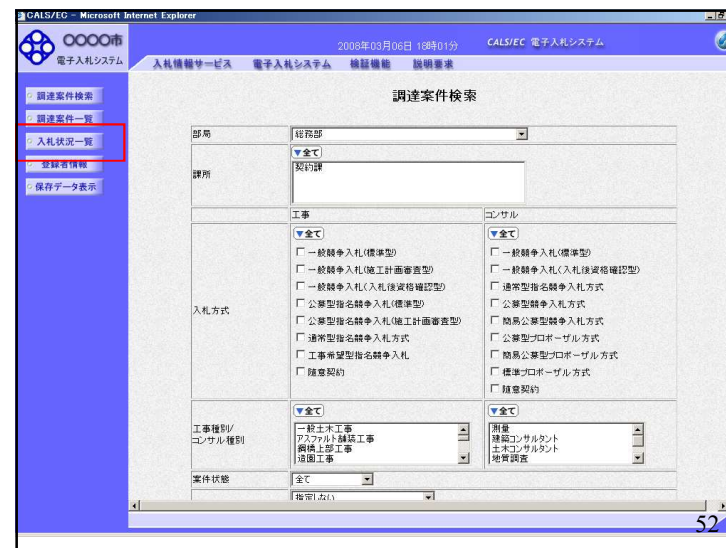 CALS/EC - Microsoft Internet Explorer
〇〇〇〇市
電子入札システム
2008年03月06日 18時01分
CALS/EC 電子入札システム
入札情報サービス 電子入札システム 検証機能 説明要求
調達案件検索
調達案件一覧
入札状況一覧
登録者情報
保存データ表示
調達案件検索
部局 総務部
▼全て
課所 契約課
工事 コンサル
入札方式
▼全て
一般競争入札(標準型)
一般競争入札(施工計画審査型)
一般競争入札(入札後資格確認型)
公募型指名競争入札(標準型)
公募型指名競争入札(施工計画審査型)
通常型指名競争入札方式
工事希望型指名競争入札
随意契約
▼全て
一般競争入札(標準型)
一般競争入札(入札後資格確認型)
通常型指名競争入札方式
公募型競争入札方式
簡易公募型競争入札方式
公募型プロポーザル方式
簡易公募型プロポーザル方式
標準プロポーザル方式
随意契約
工事種別/
コンサル種別
▼全て
一般土木工事
アスファルト舗装工事
鋼橋上部工事
造園工事
▼全て
測量
建築コンサルタント
土木コンサルタント
地質調査
案件状態 全て
指定しない
52